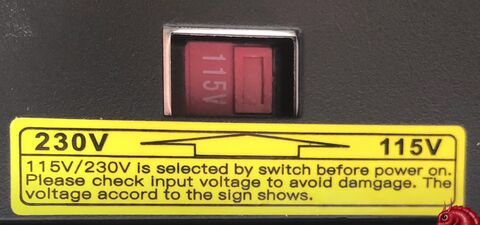 115V
230V 115V
115V/230V is selected by switch before power on.
Please check input voltage to avoid damgage. The
voltage accord to the sign shows.